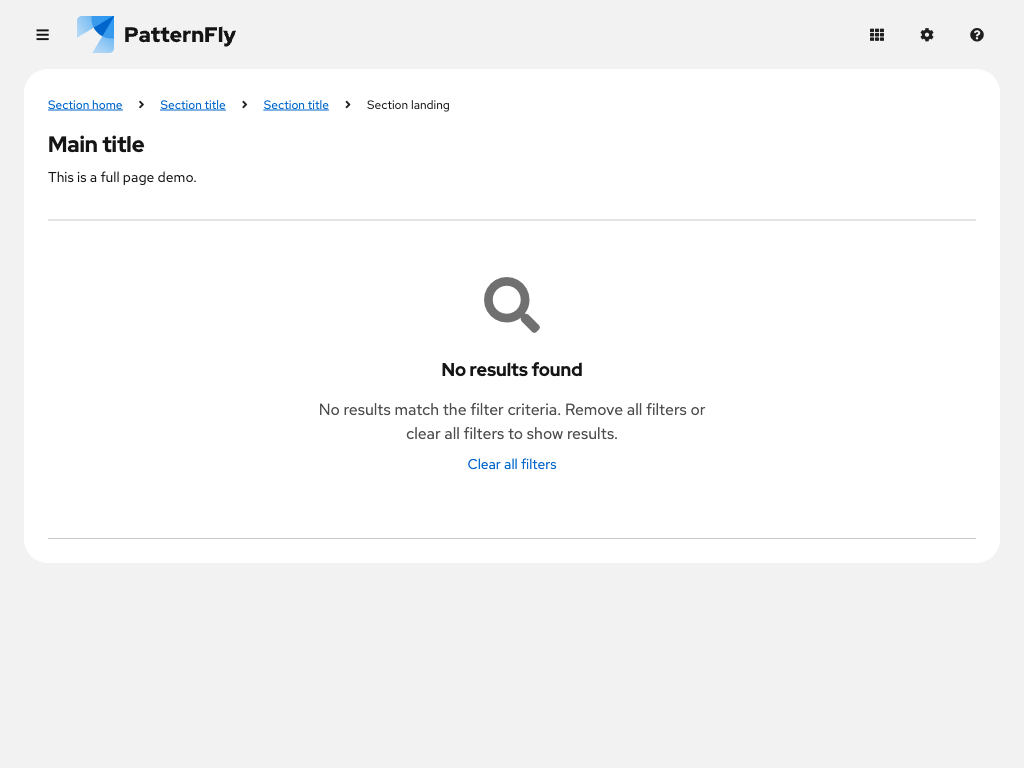 PatternFly
Section home Section title Section title Section landing
Main title
This is a full page demo.
No results found
No results match the filter criteria. Remove all filters or
clear all filters to show results.
Clear all filters